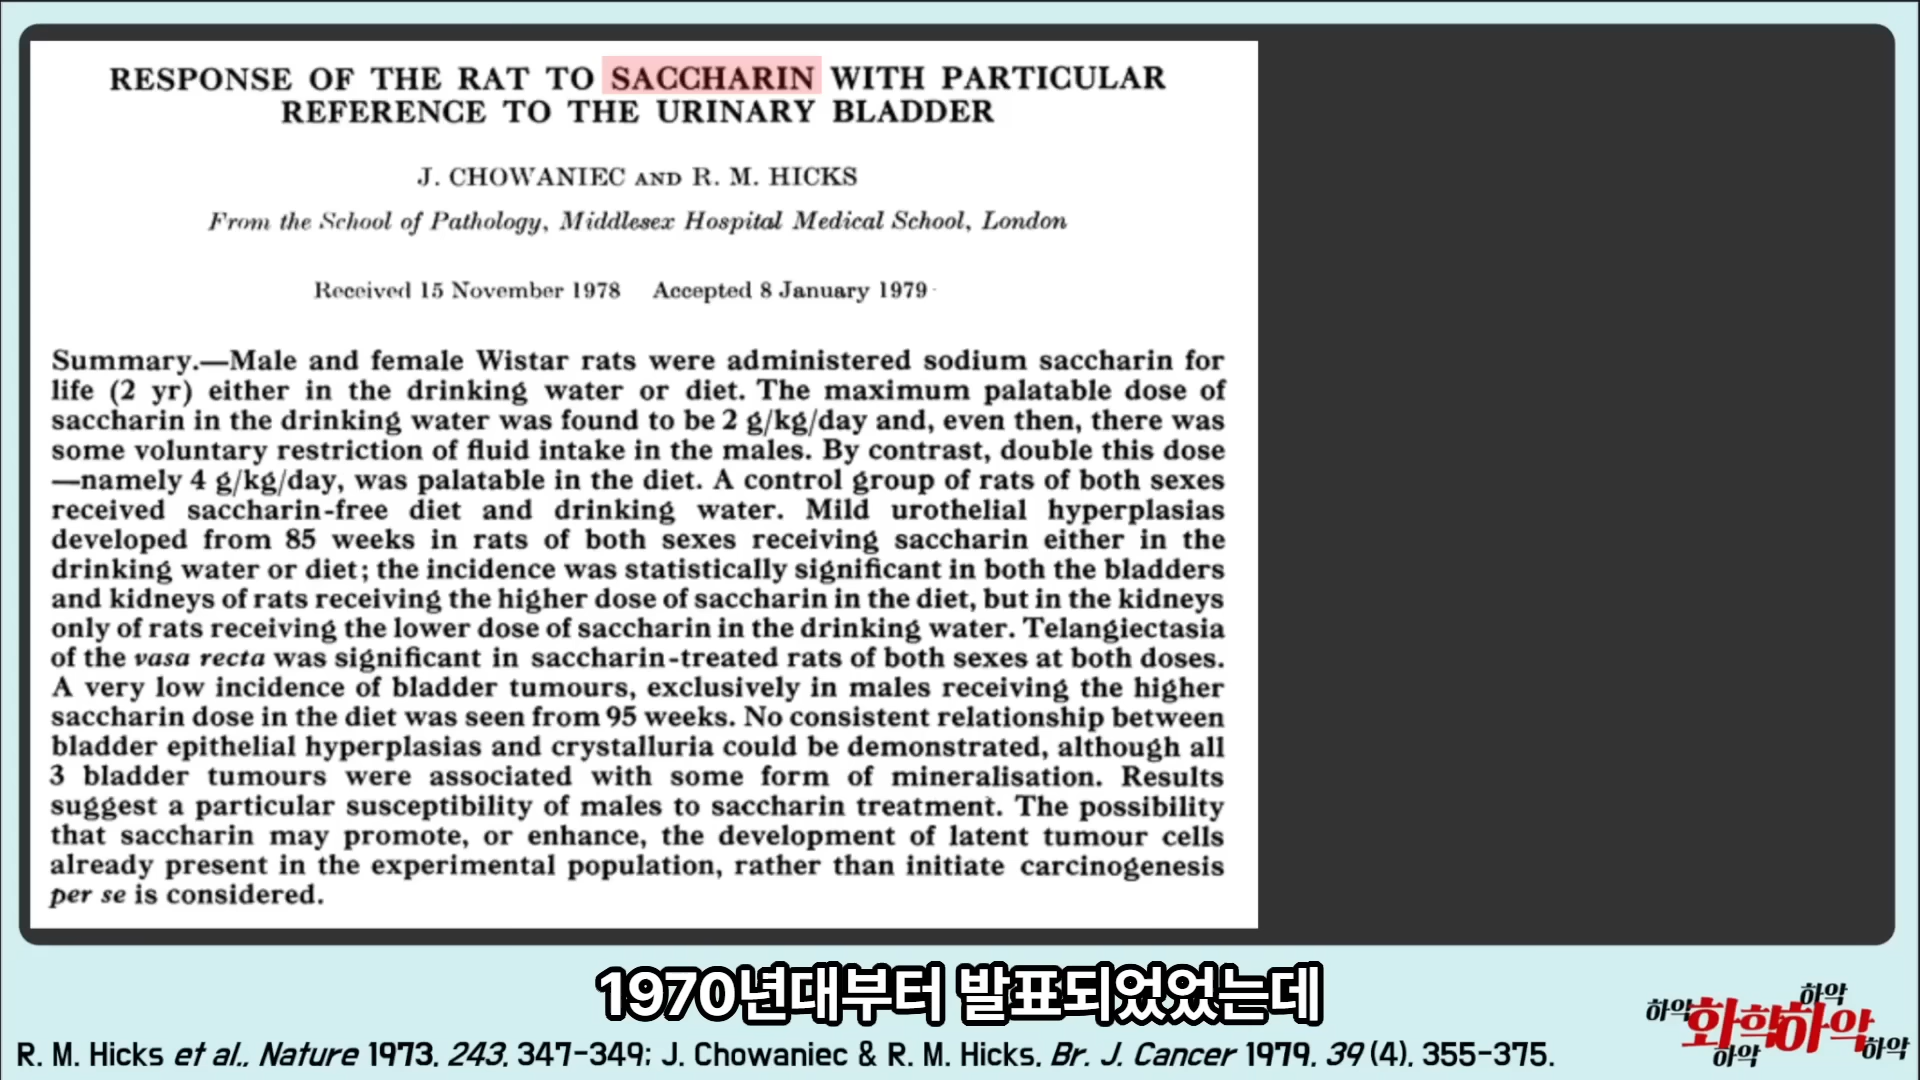 RESPONSE OF THE RAT TO SACCHARIN WITH PARTICULAR
REFERENCE TO THE URINARY BLADDER
J. CHOWANIEC AND R. M. HICKS
From the School of Pathology, Middlesex Hospital Medical School, London
Received 15 November 1978 Accepted 8 January 1979
Summary.—Male and female Wistar rats were administered sodium saccharin for
life (2 yr) either in the drinking water or diet. The maximum palatable dose of
saccharin in the drinking water was found to be 2 g/kg/day and, even then, there was
some voluntary restriction of fluid intake in the males. By contrast, double this dose
—namely 4 g/kg/day, was palatable in the diet. A control group of rats of both sexes
received saccharin-free diet and drinking water. Mild urothelial hyperplasias
developed from 85 weeks in rats of both sexes receiving saccharin either in the
drinking water or diet; the incidence was statistically significant in both the bladders
and kidneys of rats receiving the higher dose of saccharin in the diet, but in the kidneys
only of rats receiving the lower dose of saccharin in the drinking water. Telangiectasia
of the vasa recta was significant in saccharin-treated rats of both sexes at both doses.
A very low incidence of bladder tumours, exclusively in males receiving the higher
saccharin dose in the diet was seen from 95 weeks. No consistent relationship between
bladder epithelial hyperplasias and crystalluria could be demonstrated, although all
3 bladder tumours were associated with some form of mineralisation. Results
suggest a particular susceptibility of males to saccharin treatment. The possibility
that saccharin may promote, or enhance, the development of latent tumour cells
already present in the experimental population, rather than initiate carcinogenesis
per se is considered.
1970년대부터 발표되었었는데
하악
하악
화학하악
하악
하악
R. M. Hicks et al., Nature 1973, 243, 347-349; J. Chowaniec & R. M. Hicks, Br. J. Cancer 1979, 39 (4), 355-375.